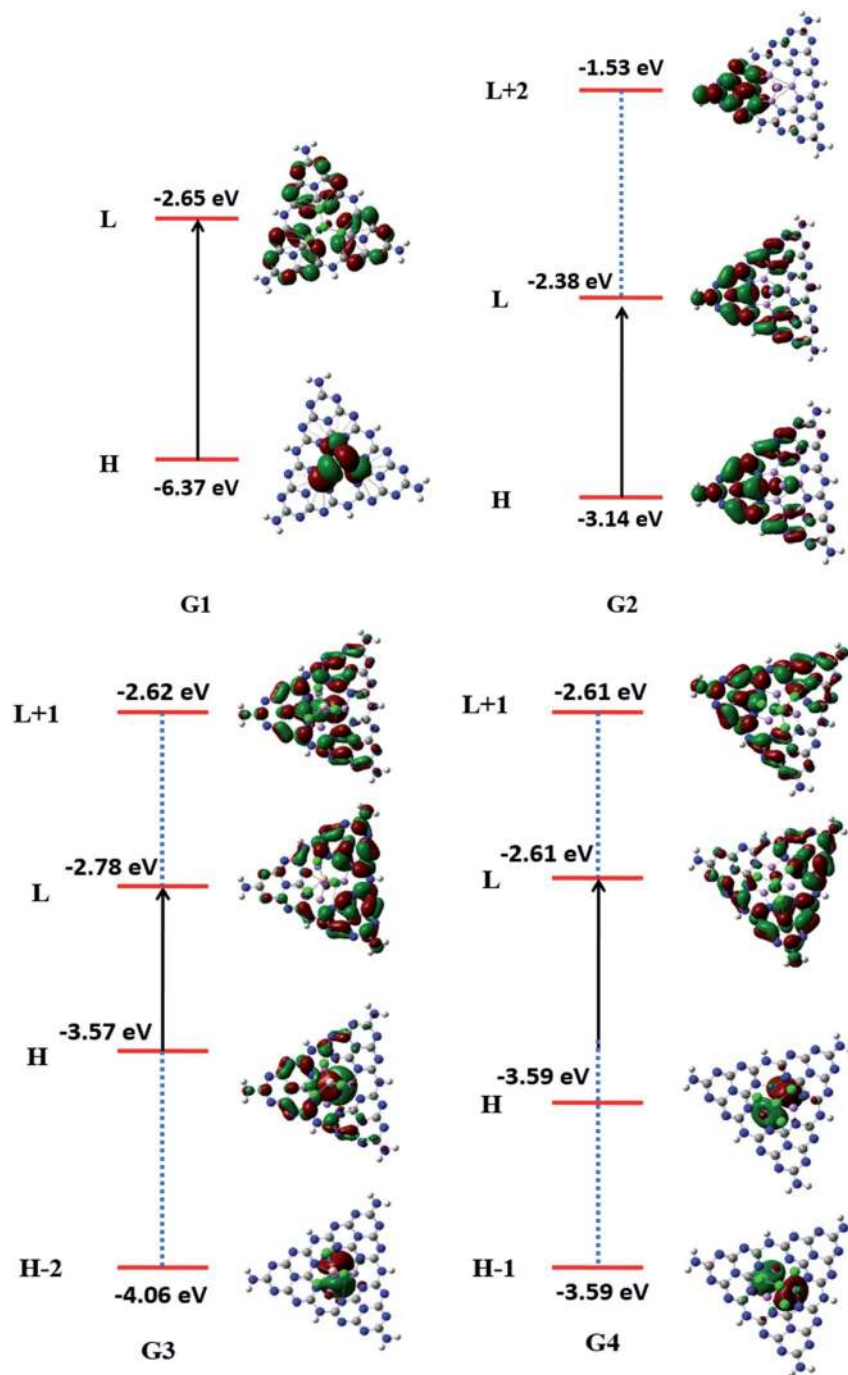 -2.65 eV
L
H
-6.37 eV
G1
-1.53 eV
L+2
-2.38 eV
L
H
-3.14 eV
G2
-2.62 eV
L+1
-2.78 eV
L
-3.57 eV
H
H-2
-4.06 eV
G3
-2.61 eV
L+1
-2.61 eV
L
-3.59 eV
H
H-1
-3.59 eV
G4